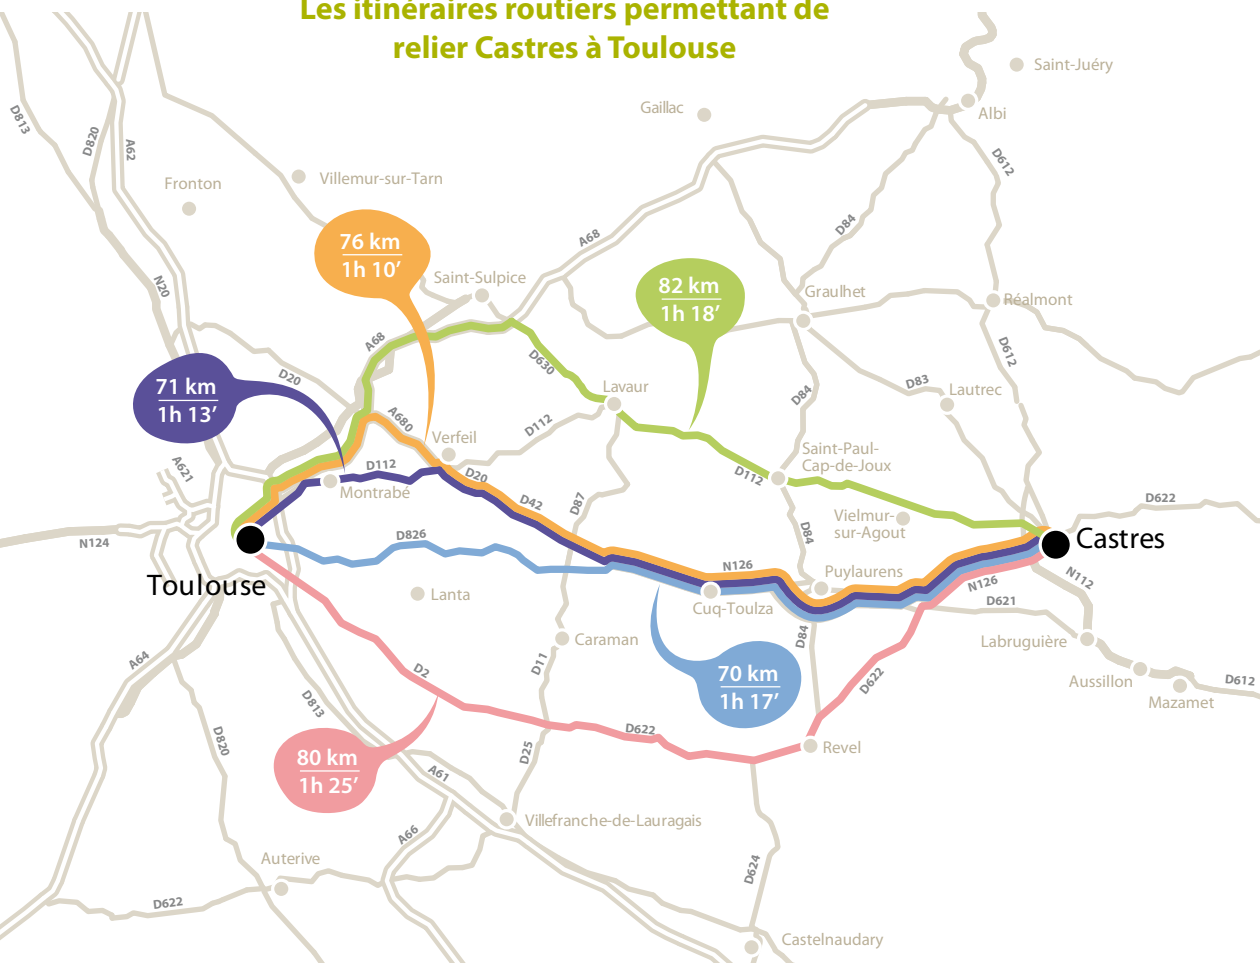 Les itinéraires routiers permettant de
relier Castres à Toulouse
Saint-Juéry
Gaillac
Albi
D813
D820
A62
D612
Fronton
Villemur-sur-Tarn
D84
A68
76 km
1h 10’
Saint-Sulpice
82 km
1h 18’
Graulhet
Réalmont
N20
A68
D630
D612
71 km
1h 13’
D20
Lavaur
D84
D83
Lautrec
A680
Verfeil
D112
Saint-Paul-
Cap-de-Joux
A621
D112
Montrabé
D20
D42
D87
D112
D622
Vielmur-
sur-Agout
N124
D826
D84
Castres
Toulouse
Lanta
N126
Cuq-Toulza
Puylaurens
N126
N112
D621
Caraman
D84
Labruguière
A64
D11
D2
70 km
1h 17’
D622
Aussillon
D612
Mazamet
D813
D820
D622
D25
Revel
80 km
1h 25’
A61
Villefranche-de-Lauragais
A66
Auterive
D624
D622
Castelnaudary